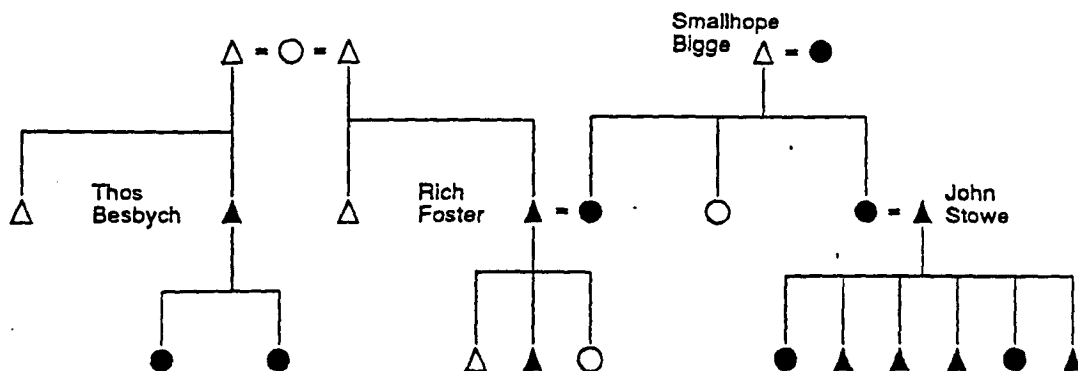 Smallhope
Bigge
Thos
Besbych
Rich
Foster
John
Stowe